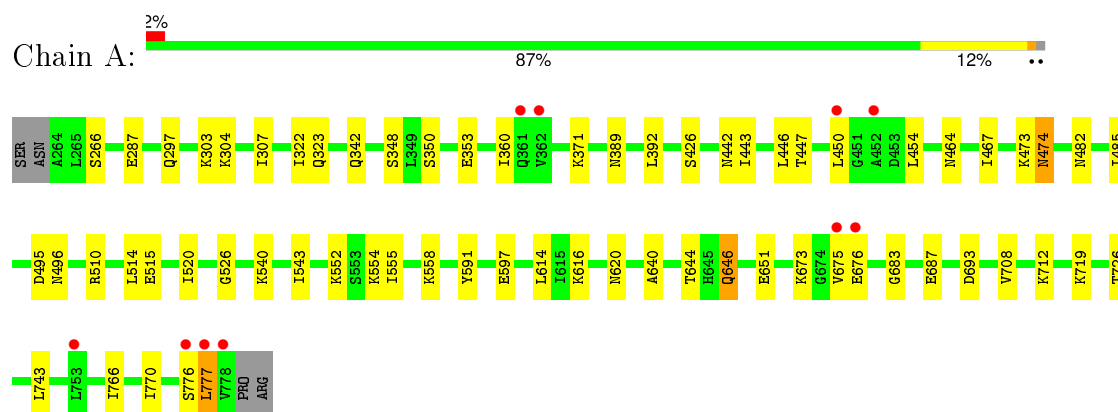 2%
Chain A:
87% 12% ••
SER ASN A264 L265 S266 E287 Q297 K303 K304 I307 I322 Q323 Q342 S348 L349 S350 E353 I360 Q361 V362 K371 N389 L392 S426 N442 I443 L446 T447 L450 G451 A452 D453 L454 N464 I467 K473 N474 N482
D495 N496 R510 L514 E515 I520 G526 K540 I543 K552 S553 K554 I555 K558 Y591 E597 L614 I615 K616 N620 A640 T644 H645 Q646 E651 K673 G674 V675 E676 G683 E687 D693 V708 K712 K719
L743 L753 I766 I770 S776 L777 V778 PRO ARG